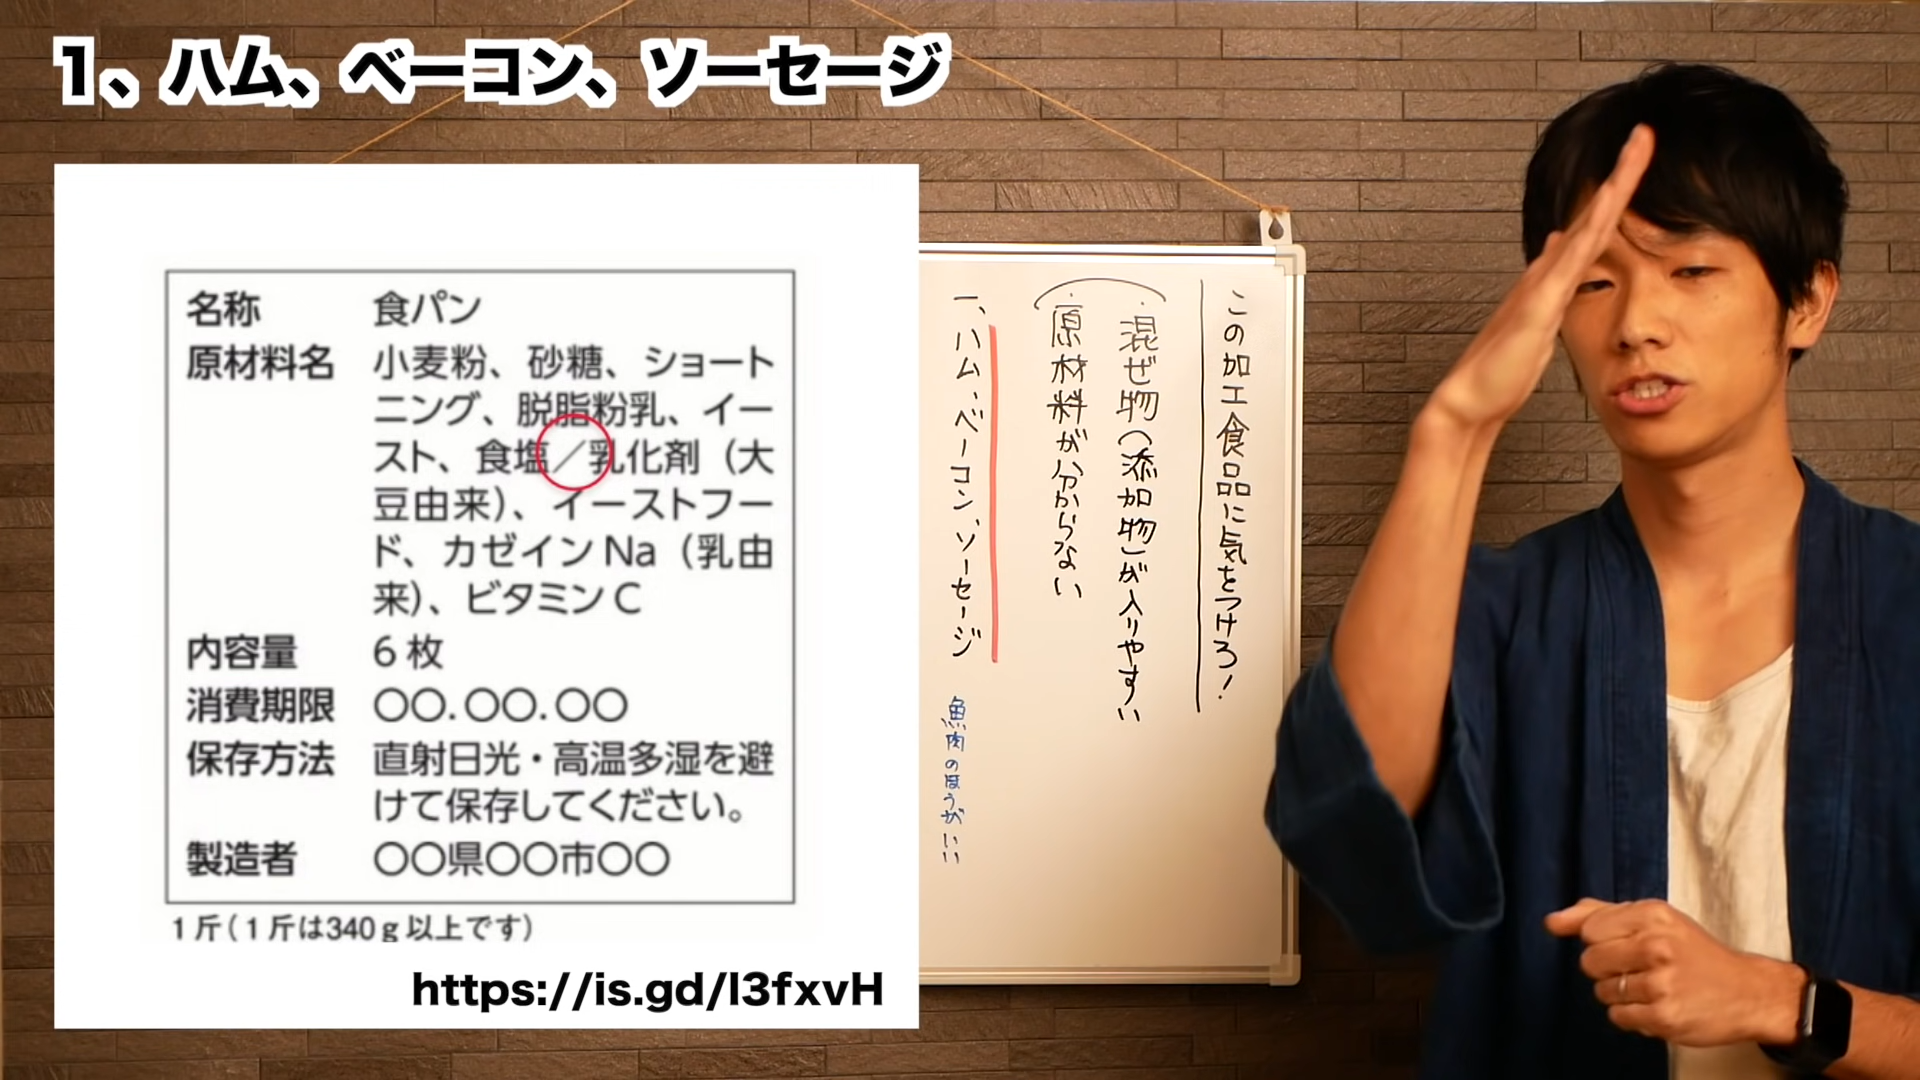 1、ハム、ベーコン、ソーセージ
名称 食パン
原材料名 小麦粉、砂糖、ショート
ニング、脱脂粉乳、イー
スト、食塩／乳化剤（大
豆由来）、イーストフー
ド、カゼインNa（乳由
来）、ビタミンC
内容量 6枚
消費期限 〇〇.〇〇.〇〇
保存方法 直射日光・高温多湿を避
けて保存してください。
製造者 〇〇県〇〇市〇〇
1斤（1斤は340g以上です）
https://is.gd/l3fxvH
この加工食品に気をつけろ！
・混ぜ物（添加物）が入りやすい
・原材料が分からない
一、ハム、ベーコン、ソーセージ
魚肉のほうがいい